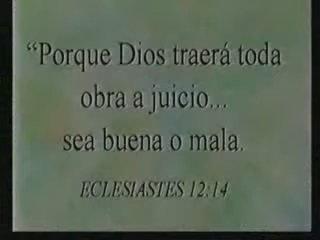 “Porque Dios traerá toda
obra a juicio...
sea buena o mala.
ECLESIASTES 12:14